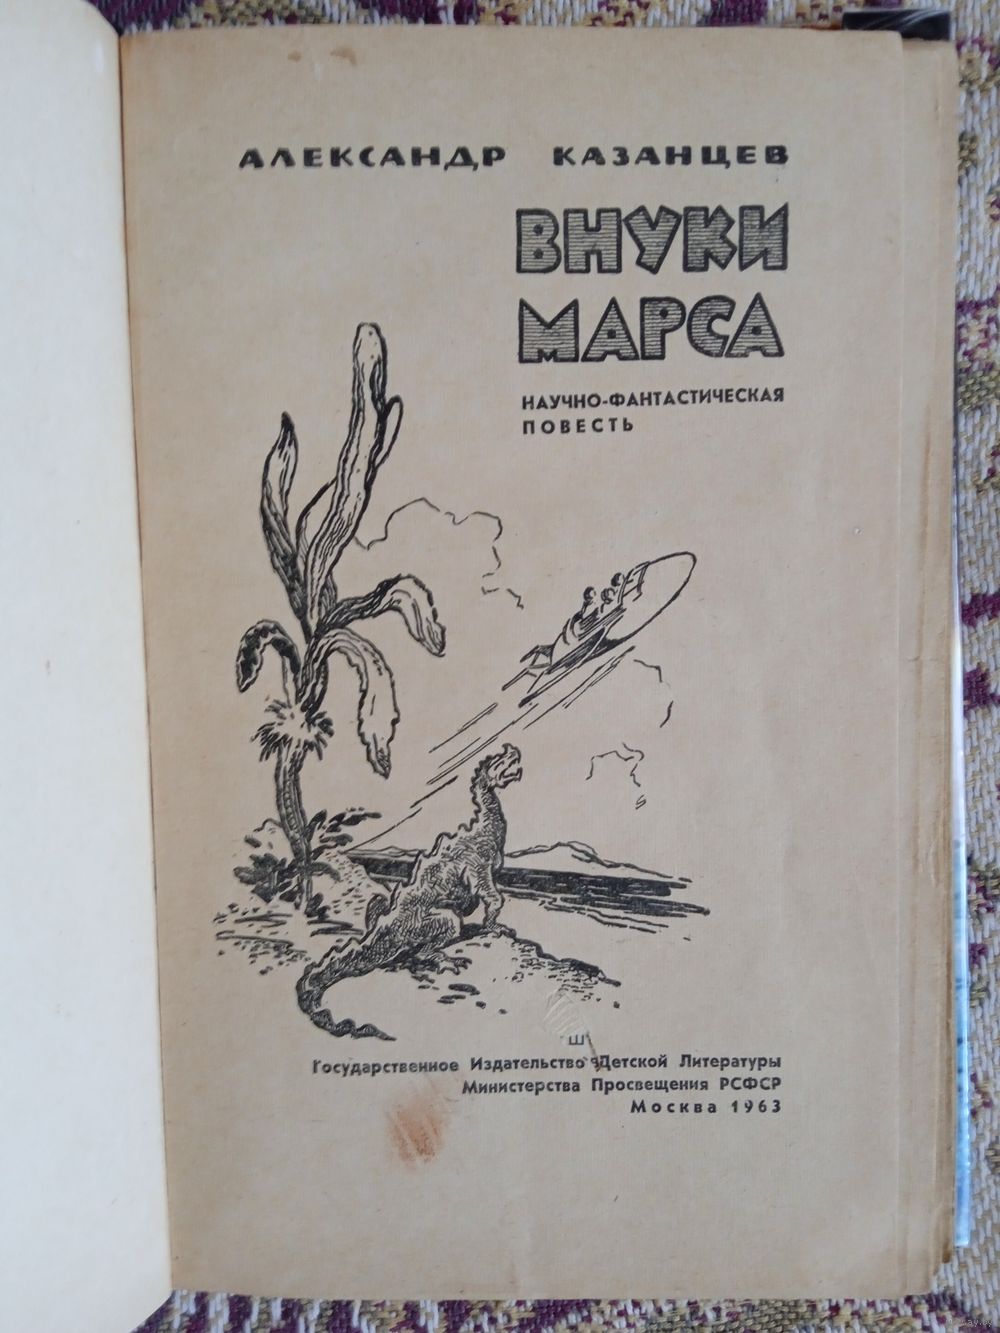 АЛЕКСАНДР КАЗАНЦЕВ
ВНУКИ
МАРСА
НАУЧНО-ФАНТАСТИЧЕСКАЯ
ПОВЕСТЬ
Ш
Государственное Издательство Детской Литературы
Министерства Просвещения РСФСР
Москва 1963